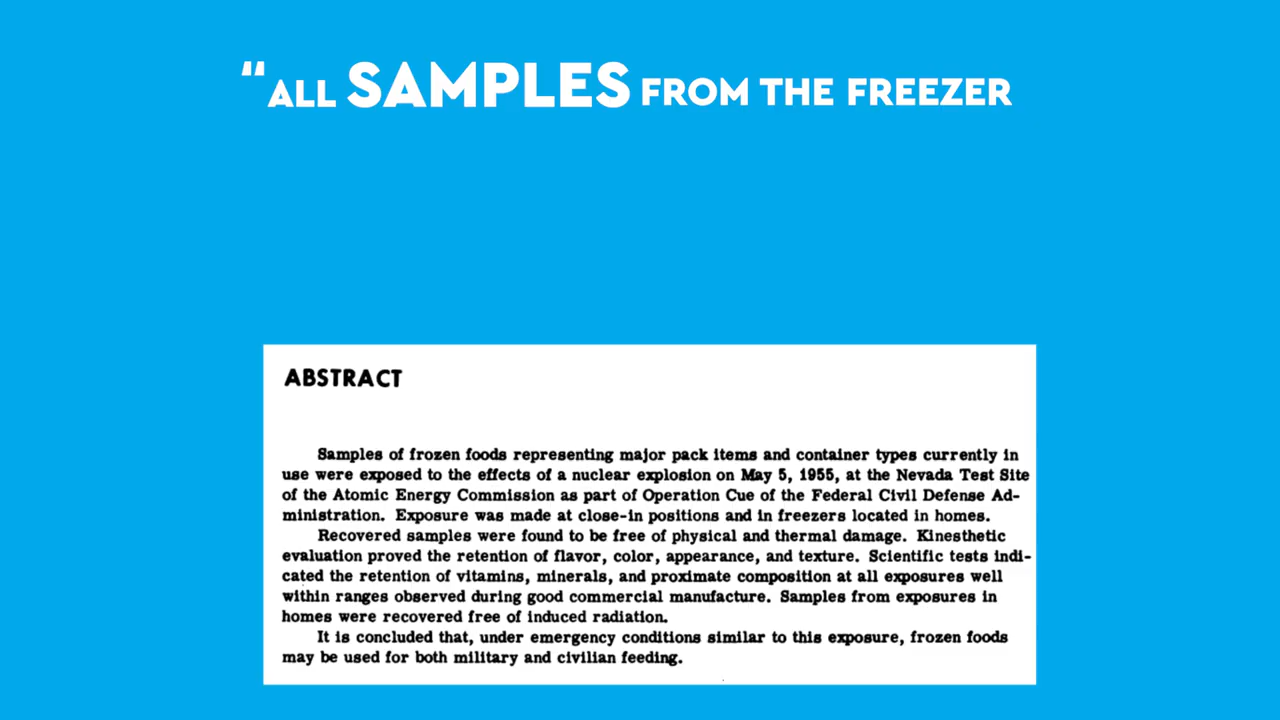 “ALL SAMPLES FROM THE FREEZER
ABSTRACT
Samples of frozen foods representing major pack items and container types currently in
use were exposed to the effects of a nuclear explosion on May 5, 1955, at the Nevada Test Site
of the Atomic Energy Commission as part of Operation Cue of the Federal Civil Defense Ad-
ministration. Exposure was made at close-in positions and in freezers located in homes.
Recovered samples were found to be free of physical and thermal damage. Kinesthetic
evaluation proved the retention of flavor, color, appearance, and texture. Scientific tests indi-
cated the retention of vitamins, minerals, and proximate composition at all exposures well
within ranges observed during good commercial manufacture. Samples from exposures in
homes were recovered free of induced radiation.
It is concluded that, under emergency conditions similar to this exposure, frozen foods
may be used for both military and civilian feeding.